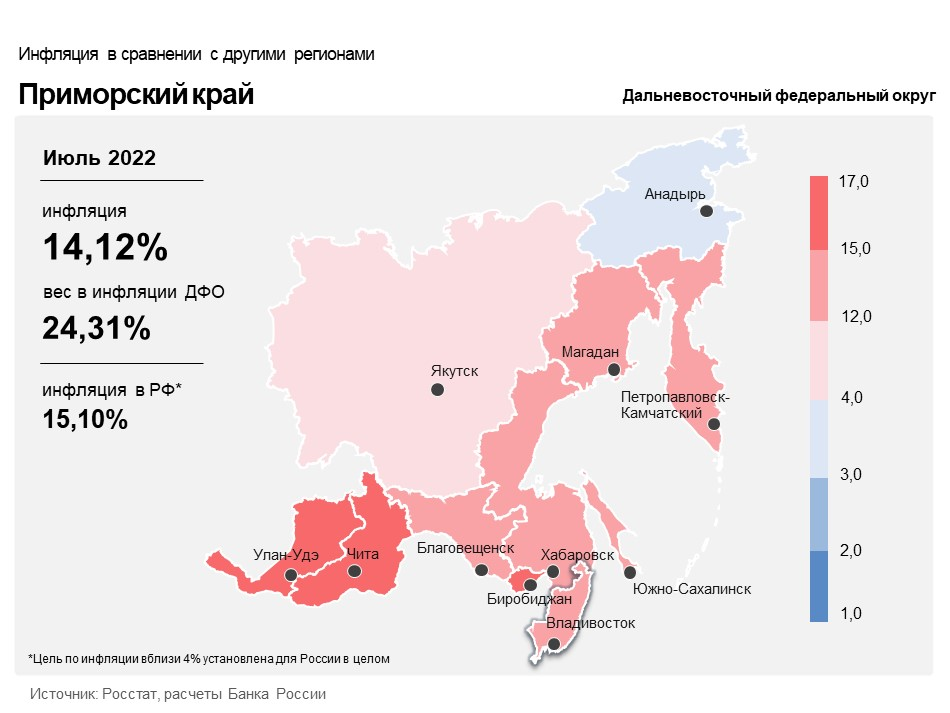 Инфляция в сравнении с другими регионами
Приморский край
Дальневосточный федеральный округ
Июль 2022
инфляция
14,12%
вес в инфляции ДФО
24,31%
инфляция в РФ*
15,10%
Анадырь
Якутск
Магадан
Петропавловск-
Камчатский
Улан-Удэ
Чита
Благовещенск
Хабаровск
Биробиджан
Южно-Сахалинск
Владивосток
17,0
15,0
12,0
4,0
3,0
2,0
1,0
*Цель по инфляции вблизи 4% установлена для России в целом
Источник: Росстат, расчеты Банка России